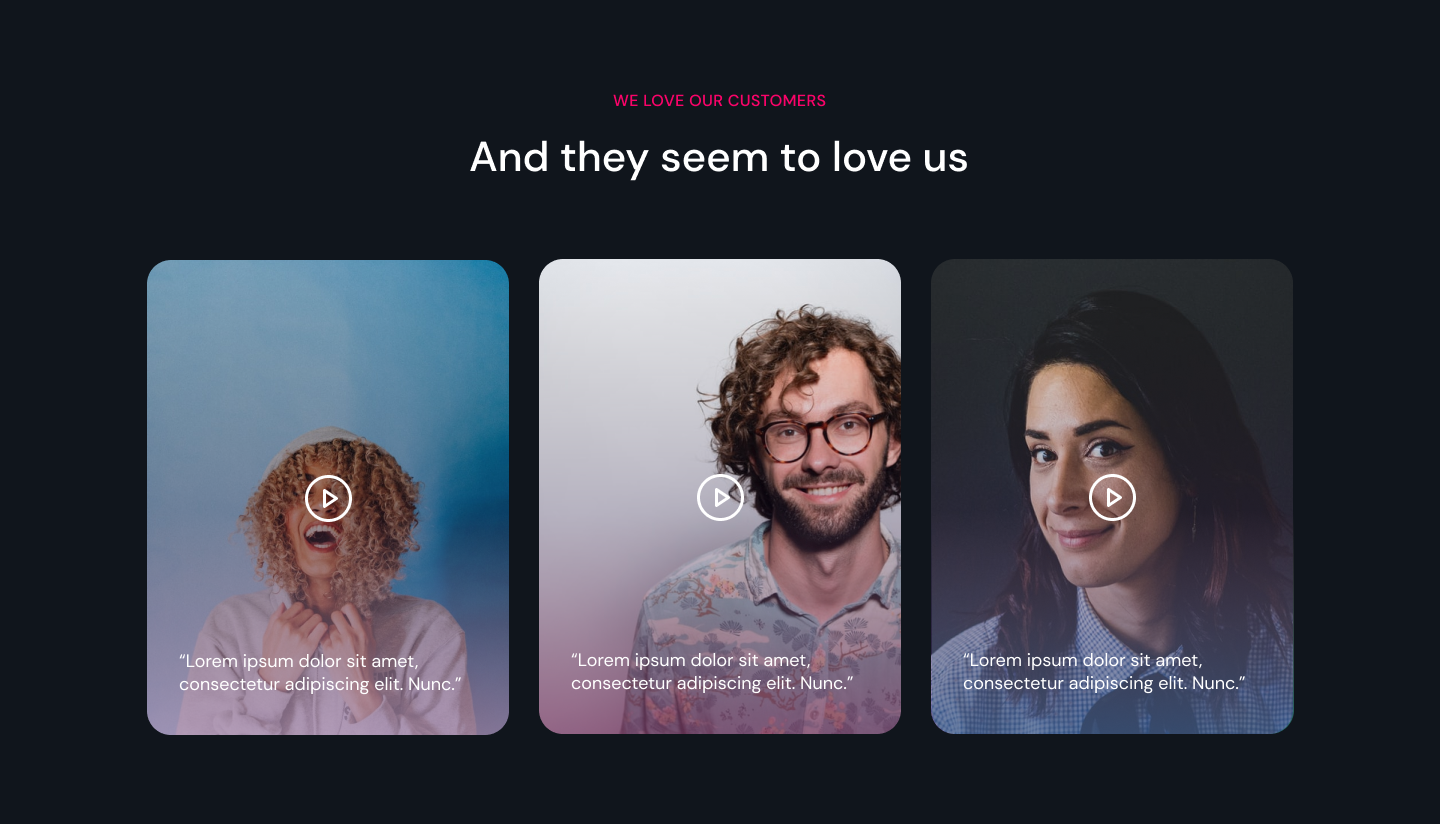 WE LOVE OUR CUSTOMERS
And they seem to love us
“Lorem ipsum dolor sit amet,
consectetur adipiscing elit. Nunc.”
“Lorem ipsum dolor sit amet,
consectetur adipiscing elit. Nunc.”
“Lorem ipsum dolor sit amet,
consectetur adipiscing elit. Nunc.”